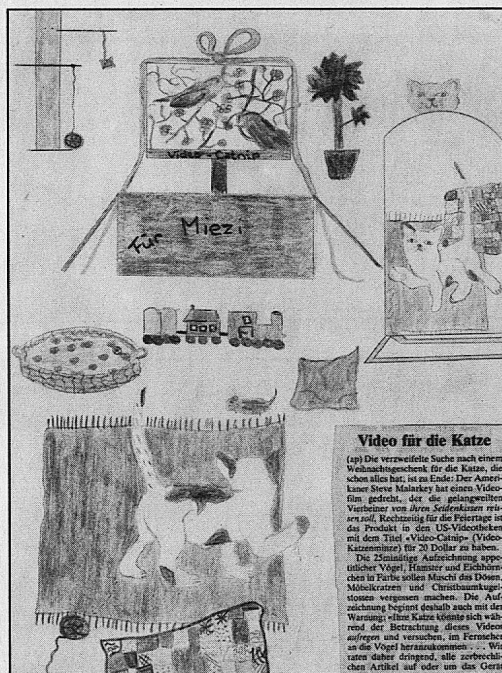 Video - Catnip
Für Miezi
Video für die Katze
(ap) Die verzweifelte Suche nach einem
Weihnachtsgeschenk für die Katze, die
schon alles hat, ist zu Ende: Der Ameri-
kaner Steve Malarkey hat einen Video-
film gedreht, der die gelangweilten
Vierbeiner von ihren Seidenkissen reis-
sen soll. Rechtzeitig für die Feiertage ist
das Produkt in den US-Videotheken
mit dem Titel «Video-Catnip» (Video-
Katzenminze) für 20 Dollar zu haben.
Die 25minütige Aufzeichnung appe-
titlicher Vögel, Hamster und Eichhörn-
chen in Farbe sollen Muschi das Dösen,
Möbelkratzen und Christbaumkugel-
stossen vergessen machen. Die Auf-
zeichnung beginnt deshalb auch mit der
Warnung: «Ihre Katze könnte sich wäh-
rend der Betrachtung dieses Videos
aufregen und versuchen, im Fernseher
an die Vögel heranzukommen . . . Wir
raten daher dringend, alle zerbrechli-
chen Artikel auf oder um das Gerät